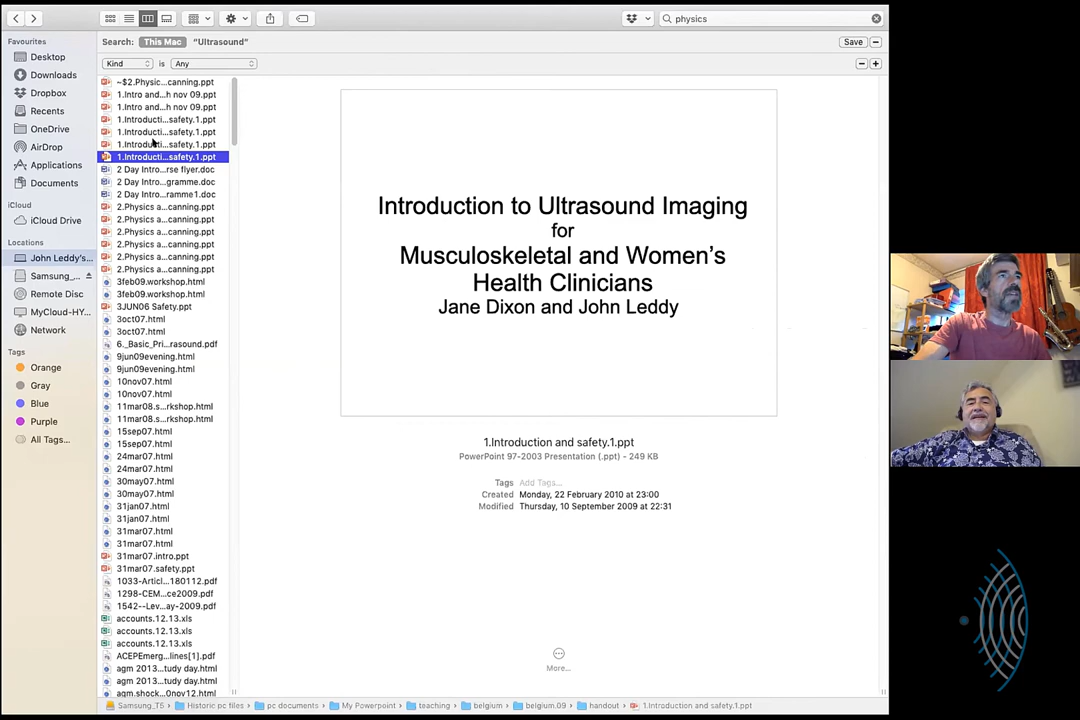 physics
Favourites
Search: This Mac "Ultrasound"
Save
Kind is Any
Desktop
Downloads
Dropbox
Recents
OneDrive
AirDrop
Applications
Documents
iCloud
iCloud Drive
Locations
John Leddy's...
Samsung_...
Remote Disc
MyCloud-HY...
Network
Tags
Orange
Gray
Blue
Purple
All Tags...
~$2.Physic...canning.ppt
1.Intro and...h nov 09.ppt
1.Intro and...h nov 09.ppt
1.Introducti...safety.1.ppt
1.Introducti...safety.1.ppt
1.Introducti...safety.1.ppt
1.Introducti...safety.1.ppt
2 Day Intro...rse flyer.doc
2 Day Intro...gramme.doc
2 Day Intro...ramme1.doc
2.Physics a...canning.ppt
2.Physics a...canning.ppt
2.Physics a...canning.ppt
2.Physics a...canning.ppt
2.Physics a...canning.ppt
2.Physics a...canning.ppt
3feb09.workshop.html
3feb09.workshop.html
3JUN06 Safety.ppt
3oct07.html
3oct07.html
6._Basic_Pri...rasound.pdf
9jun09evening.html
9jun09evening.html
10nov07.html
10nov07.html
11mar08.s...rkshop.html
11mar08.s...rkshop.html
15sep07.html
15sep07.html
24mar07.html
24mar07.html
30may07.html
30may07.html
31jan07.html
31jan07.html
31mar07.html
31mar07.html
31mar07.intro.ppt
31mar07.safety.ppt
1033-Articl...180112.pdf
1298-CEM...ce2009.pdf
1542--Lev...ay-2009.pdf
accounts.12.13.xls
accounts.12.13.xls
accounts.12.13.xls
ACEPEmerg...lines[1].pdf
agm 2013...tudy day.html
agm 2013...tudy day.html
agm.shock...0nov12.html
Introduction to Ultrasound Imaging
for
Musculoskeletal and Women's
Health Clinicians
Jane Dixon and John Leddy
1.Introduction and safety.1.ppt
PowerPoint 97-2003 Presentation (.ppt) - 249 KB
Tags Add Tags...
Created Monday, 22 February 2010 at 23:00
Modified Thursday, 10 September 2009 at 22:31
More...
Samsung_T5 › Historic pc files › pc documents › My Powerpoint › teaching › belgium › belgium.09 › handout › 1.Introduction and safety.1.ppt